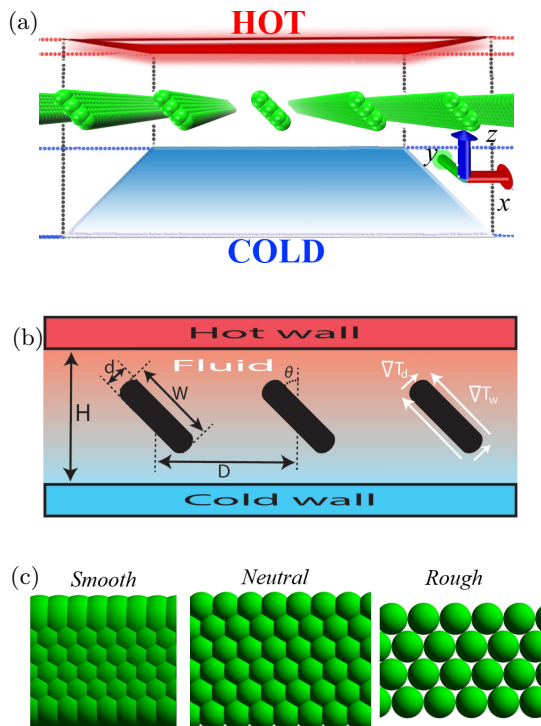 (a)
HOT
z
y
x
COLD
(b)
Hot wall
Fluid
d
W
θ
∇T_d
∇T_w
H
D
Cold wall
(c)
Smooth
Neutral
Rough